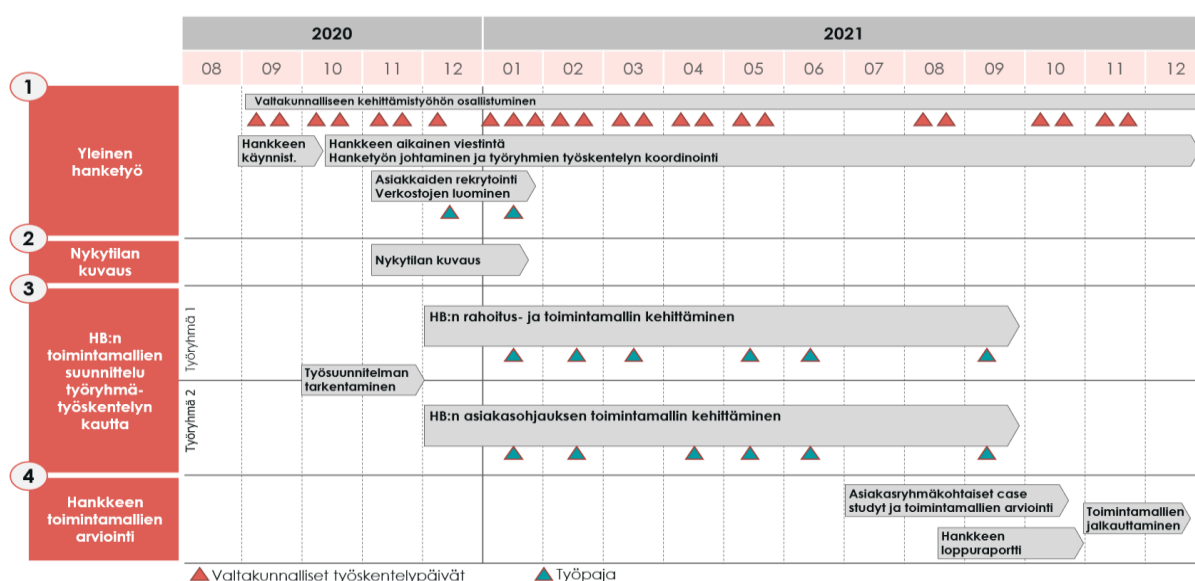 2020
2021
08 09 10 11 12 01 02 03 04 05 06 07 08 09 10 11 12
1
Yleinen
hanketyö
Valtakunnalliseen kehittämistyöhön osallistuminen
Hankkeen
käynnist.
Hankkeen aikainen viestintä
Hanketyön johtaminen ja työryhmien työskentelyn koordinointi
Asiakkaiden rekrytointi
Verkostojen luominen
2
Nykytilan
kuvaus
Nykytilan kuvaus
3
HB:n
toimintamallien
suunnittelu
työryhmä-
työskentelyn
kautta
Työryhmä 1
HB:n rahoitus- ja toimintamallin kehittäminen
Työsuunnitelman
tarkentaminen
Työryhmä 2
HB:n asiakasohjauksen toimintamallin kehittäminen
4
Hankkeen
toimintamallien
arviointi
Asiakasryhmäkohtaiset case
studyt ja toimintamallien arviointi
Toimintamallien
jalkauttaminen
Hankkeen
loppuraportti
Valtakunnalliset työskentelypäivät
Työpaja